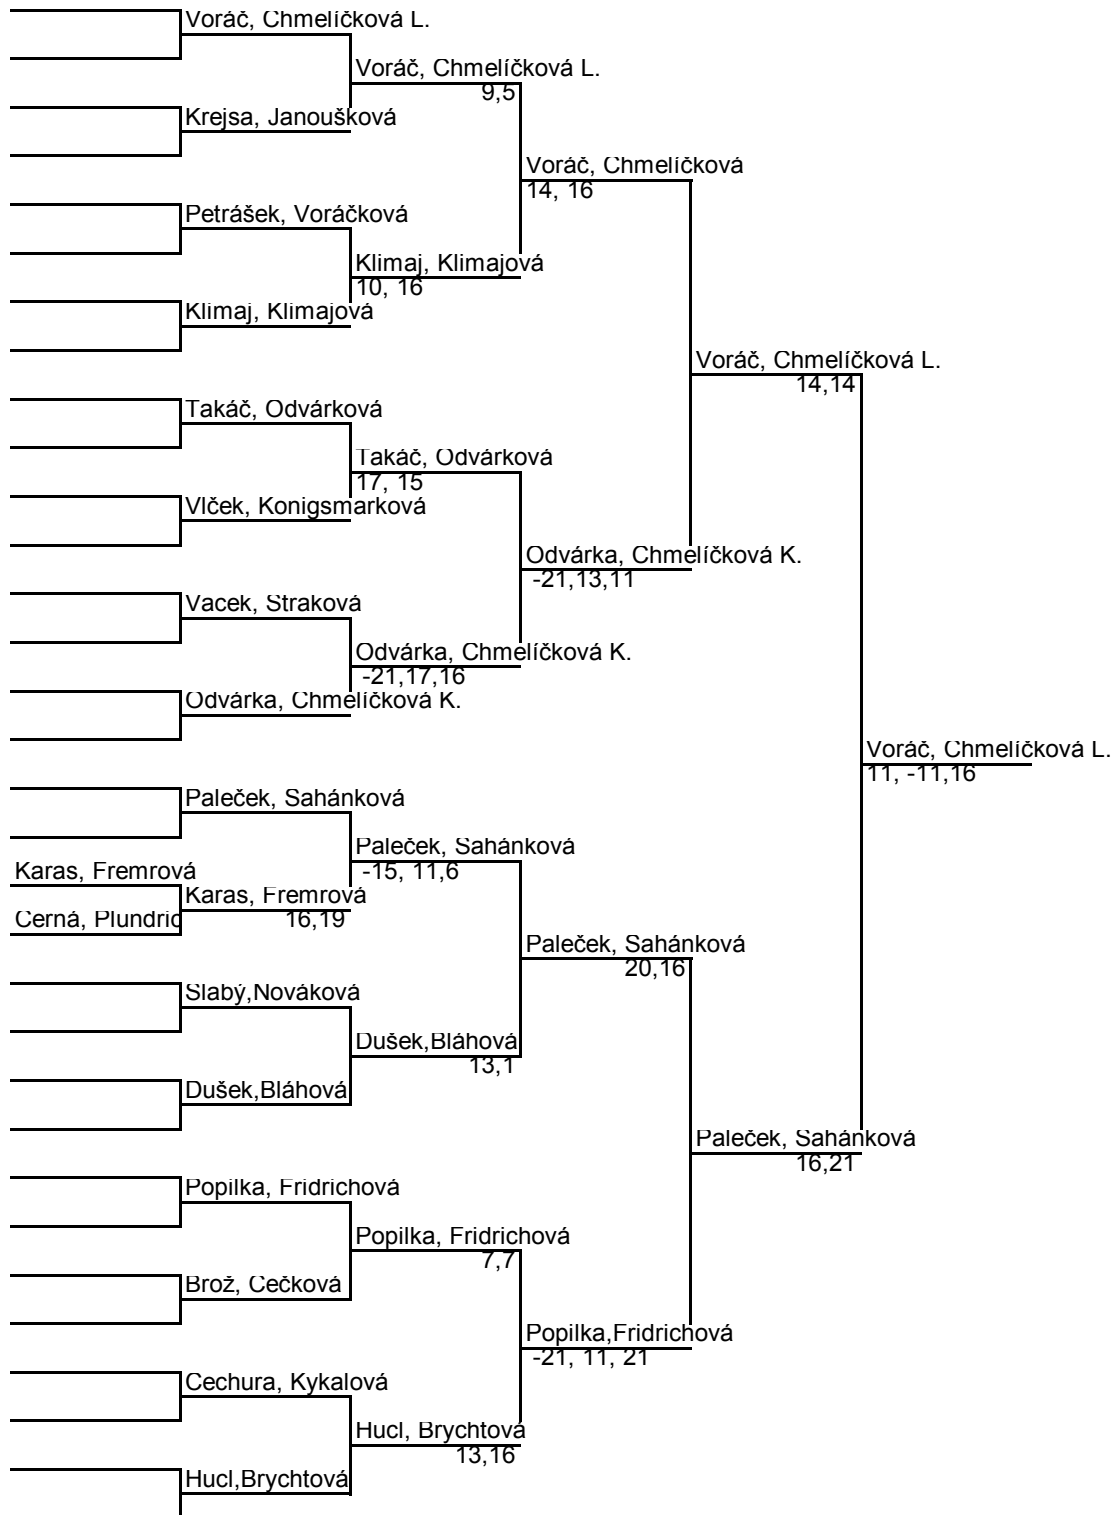 Voráč, Chmelíčková L.
Voráč, Chmelíčková L.
9,5
Krejsa, Janoušková
Voráč, Chmelíčková
14, 16
Petrášek, Voráčková
Klimaj, Klimajová
10, 16
Klimaj, Klimajová
Voráč, Chmelíčková L.
14,14
Takáč, Odvárková
Takáč, Odvárková
17, 15
Vlček, Konigsmarková
Odvárka, Chmelíčková K.
-21,13,11
Vacek, Straková
Odvárka, Chmelíčková K.
-21,17,16
Odvárka, Chmelíčková K.
Voráč, Chmelíčková L.
11, -11,16
Paleček, Sahánková
Paleček, Sahánková
-15, 11,6
Karas, Fremrová
Karas, Fremrová
16,19
Cerná, Plundric
Paleček, Sahánková
20,16
Slabý,Nováková
Dušek,Bláhová
13,1
Dušek,Bláhová
Paleček, Sahánková
16,21
Popilka, Fridrichová
Popilka, Fridrichová
7,7
Brož, Cečková
Popilka,Fridrichová
-21, 11, 21
Cechura, Kykalová
Hucl, Brychtová
13,16
Hucl,Brychtová